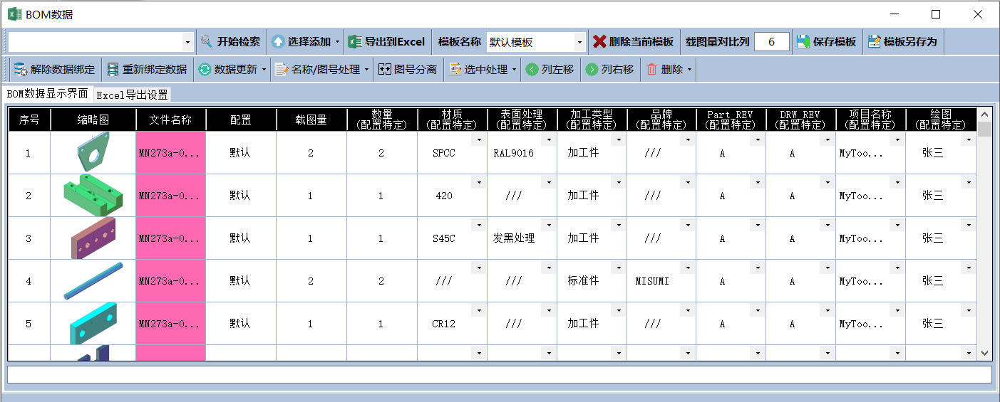 BOM数据
开始检索 选择添加 导出到Excel 模板名称 默认模板 删除当前模板 截图量对比列 6 保存模板 模板另存为
解除数据绑定 重新绑定数据 数据更新 名称/图号处理 图号分离 选中处理 列左移 列右移 删除
BOM数据显示界面 Excel导出设置
序号 缩略图 文件名称 配置 载图量 数量 (配置特定) 材质 (配置特定) 表面处理 (配置特定) 加工类型 (配置特定) 品牌 (配置特定) Part_REV (配置特定) DRW_REV (配置特定) 项目名称 (配置特定) 绘图 (配置特定)
1 MN273a-0... 默认 2 2 SPCC RAL9016 加工件 /// A A MyToo... 张三
2 MN273a-0... 默认 1 1 420 /// 加工件 /// A A MyToo... 张三
3 MN273a-0... 默认 1 1 S45C 发黑处理 加工件 /// A A MyToo... 张三
4 MN273a-0... 默认 2 2 /// /// 标准件 MISUMI A A MyToo... 张三
5 MN273a-0... 默认 1 1 CR12 /// 加工件 /// A A MyToo... 张三